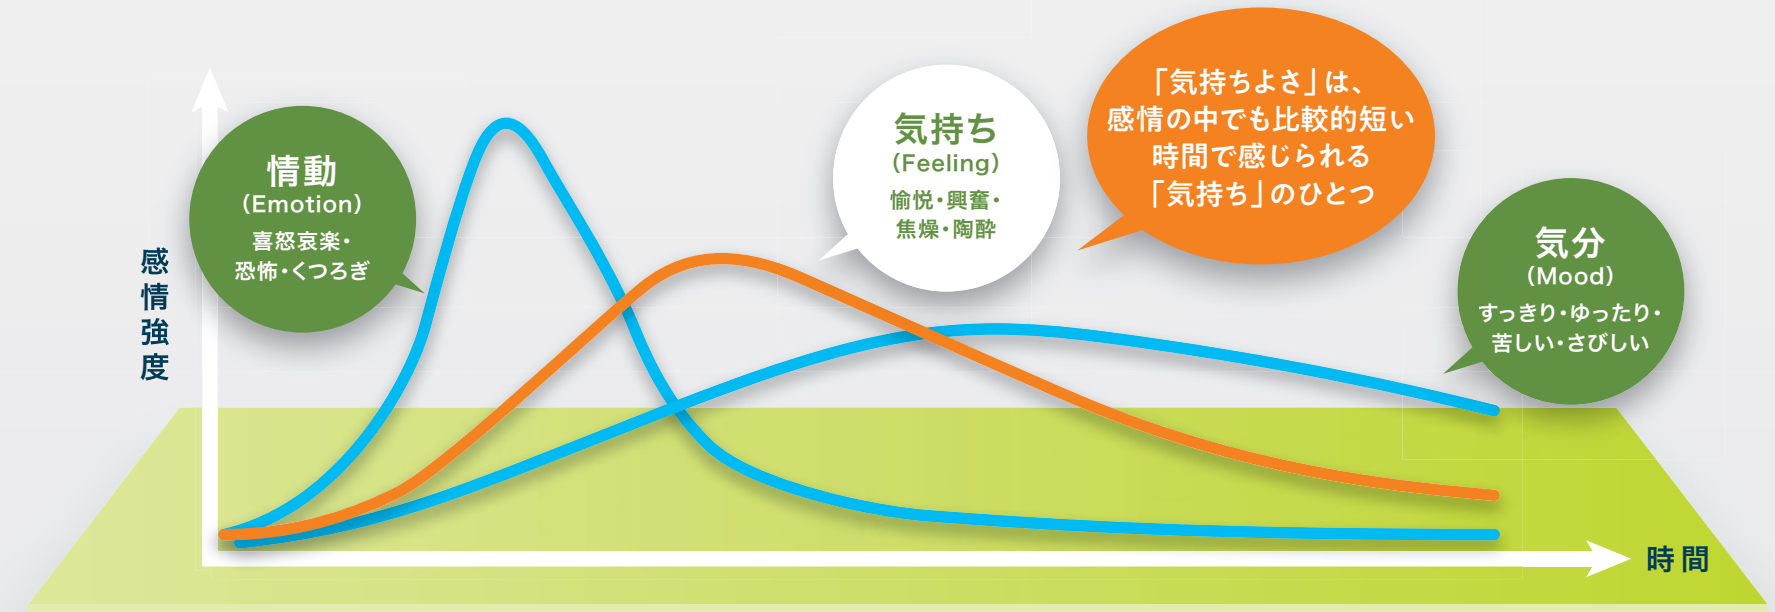 感情強度
情動
(Emotion)
喜怒哀楽・
恐怖・くつろぎ
気持ち
(Feeling)
愉悦・興奮・
焦燥・陶酔
「気持ちよさ」は、
感情の中でも比較的短い
時間で感じられる
「気持ち」のひとつ
気分
(Mood)
すっきり・ゆったり・
苦しい・さびしい
時間